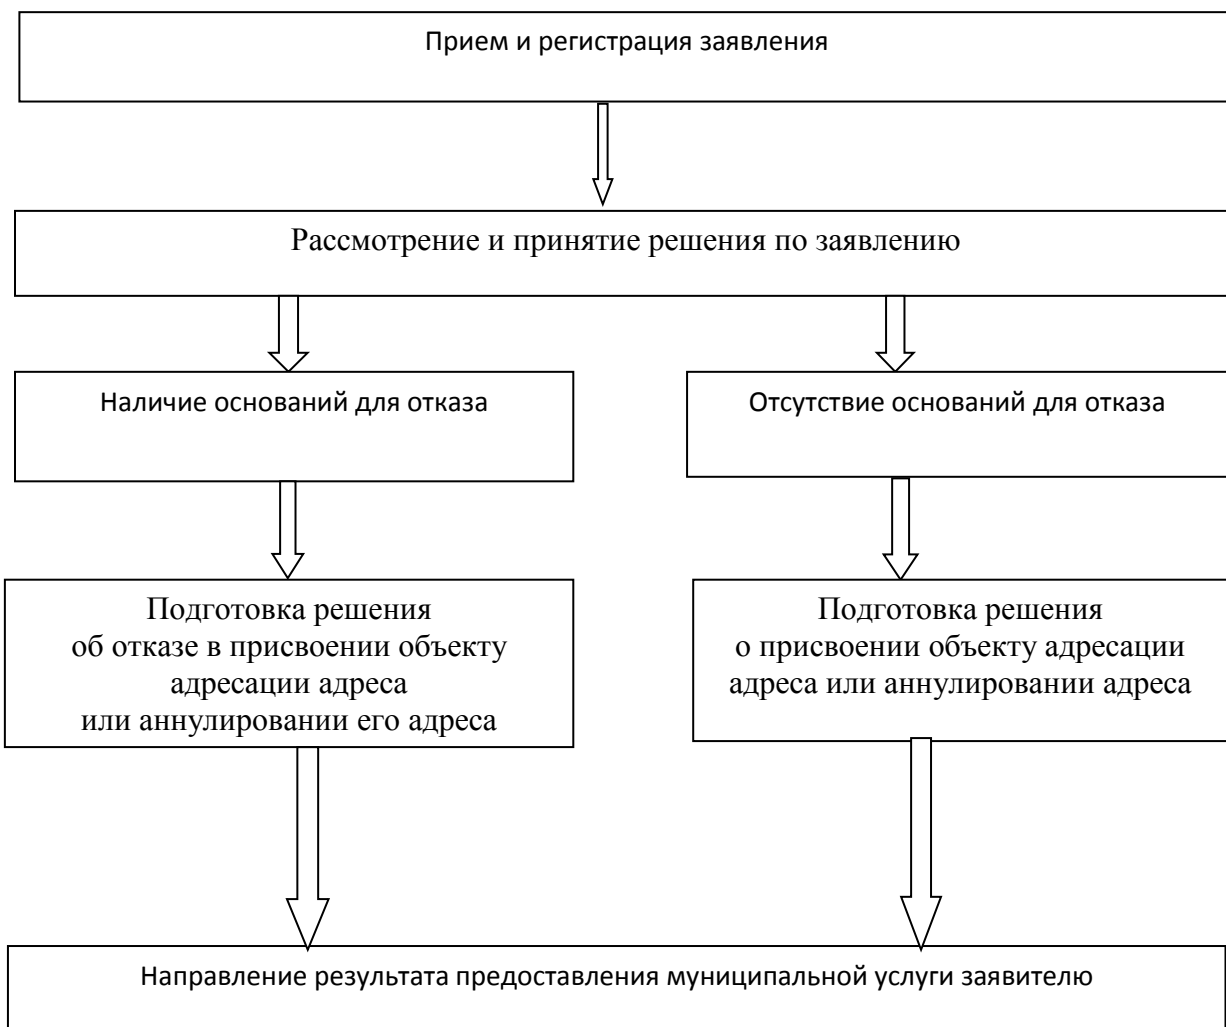 Прием и регистрация заявления
Рассмотрение и принятие решения по заявлению
Наличие оснований для отказа
Отсутствие оснований для отказа
Подготовка решения
об отказе в присвоении объекту
адресации адреса
или аннулировании его адреса
Подготовка решения
о присвоении объекту адресации
адреса или аннулировании адреса
Направление результата предоставления муниципальной услуги заявителю